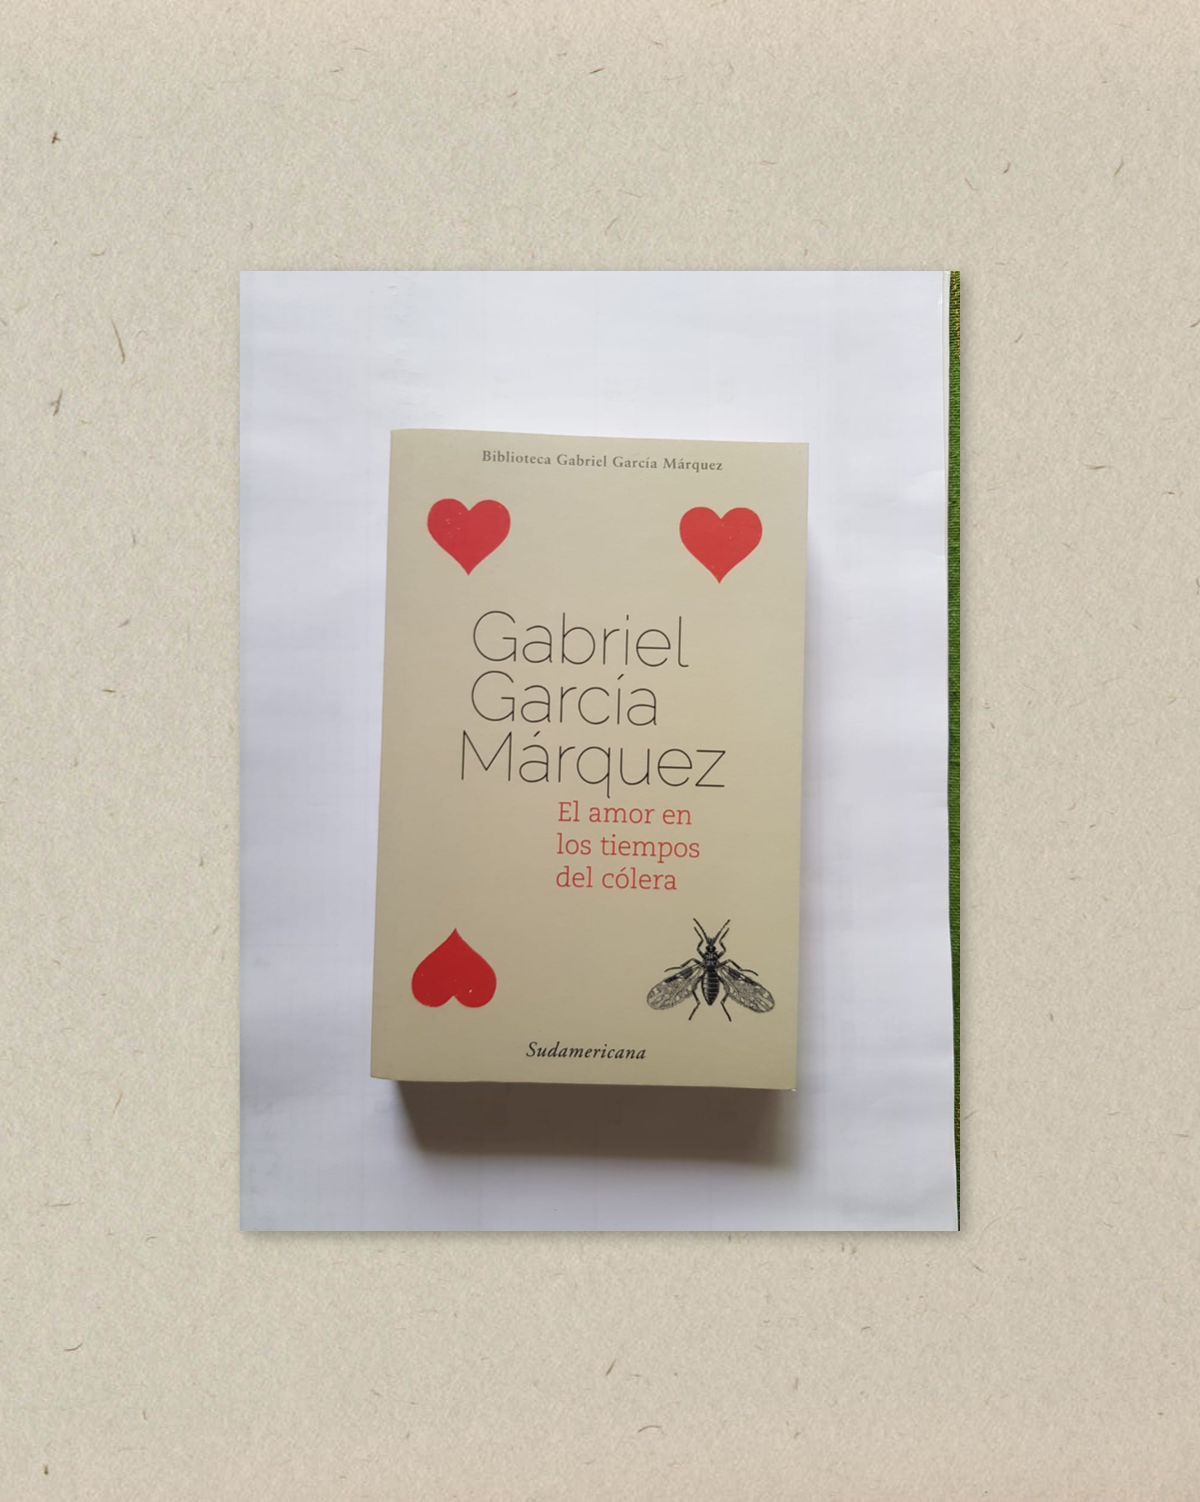 Biblioteca Gabriel García Márquez
Gabriel
García
Márquez
El amor en
los tiempos
del cólera
Sudamericana